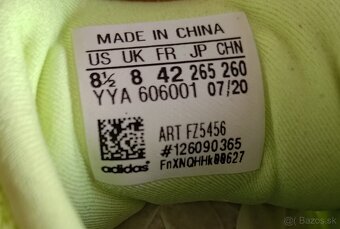 MADE IN CHINA
US UK FR JP CHN
8½ 8 42 265 260
YYA 606001 07/20
ART FZ5456
#126090365
adidas
© Bazos.sk